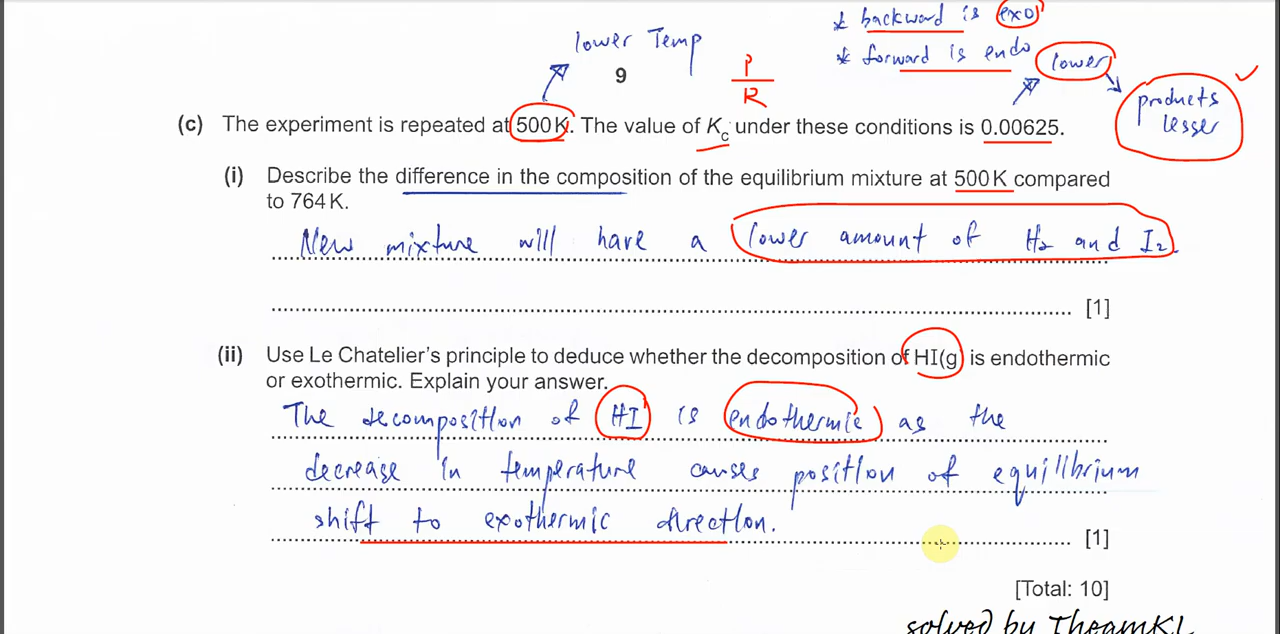 * backward is exo
lower Temp
* forward is endo
lower
9
P
R
products
lesser
(c) The experiment is repeated at 500 K. The value of Kc under these conditions is 0.00625.
(i) Describe the difference in the composition of the equilibrium mixture at 500 K compared
to 764 K.
New mixture will have a lower amount of H2 and I2.
[1]
(ii) Use Le Chatelier's principle to deduce whether the decomposition of HI(g) is endothermic
or exothermic. Explain your answer.
The decomposition of HI is endothermic as the
decrease in temperature causes position of equilibrium
shift to exothermic direction.
[1]
[Total: 10]
solved by ThoamKL